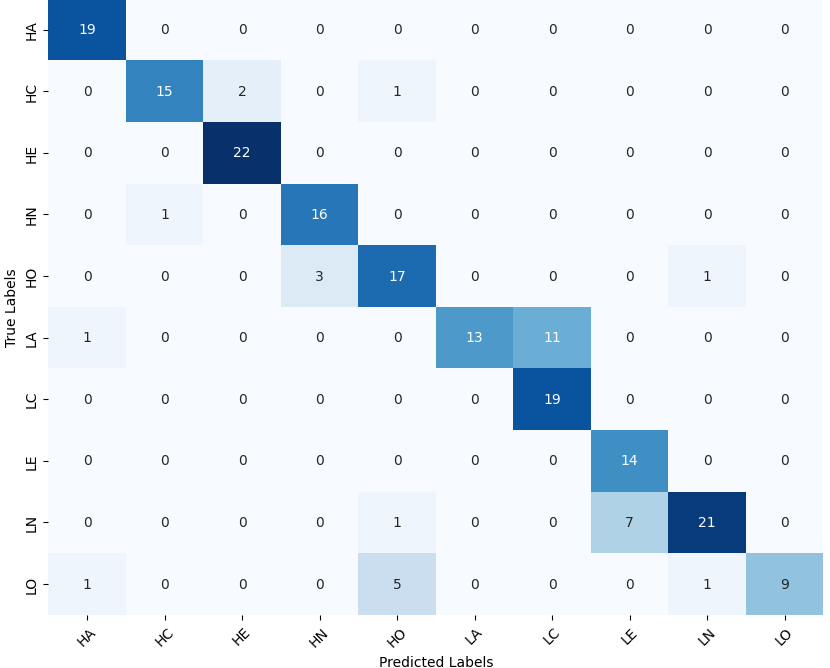 True Labels
HA 19 0 0 0 0 0 0 0 0 0
HC 0 15 2 0 1 0 0 0 0 0
HE 0 0 22 0 0 0 0 0 0 0
HN 0 1 0 16 0 0 0 0 0 0
HO 0 0 0 3 17 0 0 0 1 0
LA 1 0 0 0 0 13 11 0 0 0
LC 0 0 0 0 0 0 19 0 0 0
LE 0 0 0 0 0 0 0 14 0 0
LN 0 0 0 0 1 0 0 7 21 0
LO 1 0 0 0 5 0 0 0 1 9
HA HC HE HN HO LA LC LE LN LO
Predicted Labels